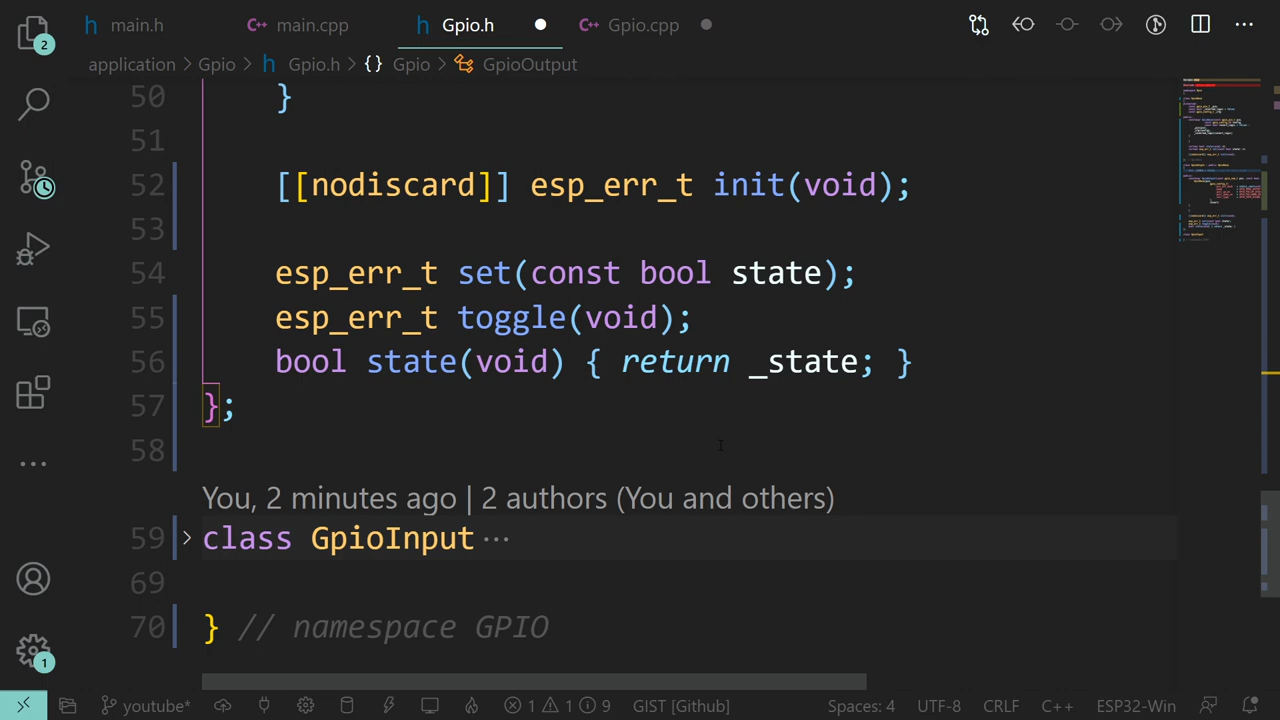 main.h main.cpp Gpio.h Gpio.cpp
application > Gpio > Gpio.h > {} Gpio > GpioOutput
50 }
51
52 [[nodiscard]] esp_err_t init(void);
53
54 esp_err_t set(const bool state);
55 esp_err_t toggle(void);
56 bool state(void) { return _state; }
57 };
58
You, 2 minutes ago | 2 authors (You and others)
59 class GpioInput ···
69
70 } // namespace GPIO
2
1
youtube* 1 1 9 GIST [Github] Spaces: 4 UTF-8 CRLF C++ ESP32-Win